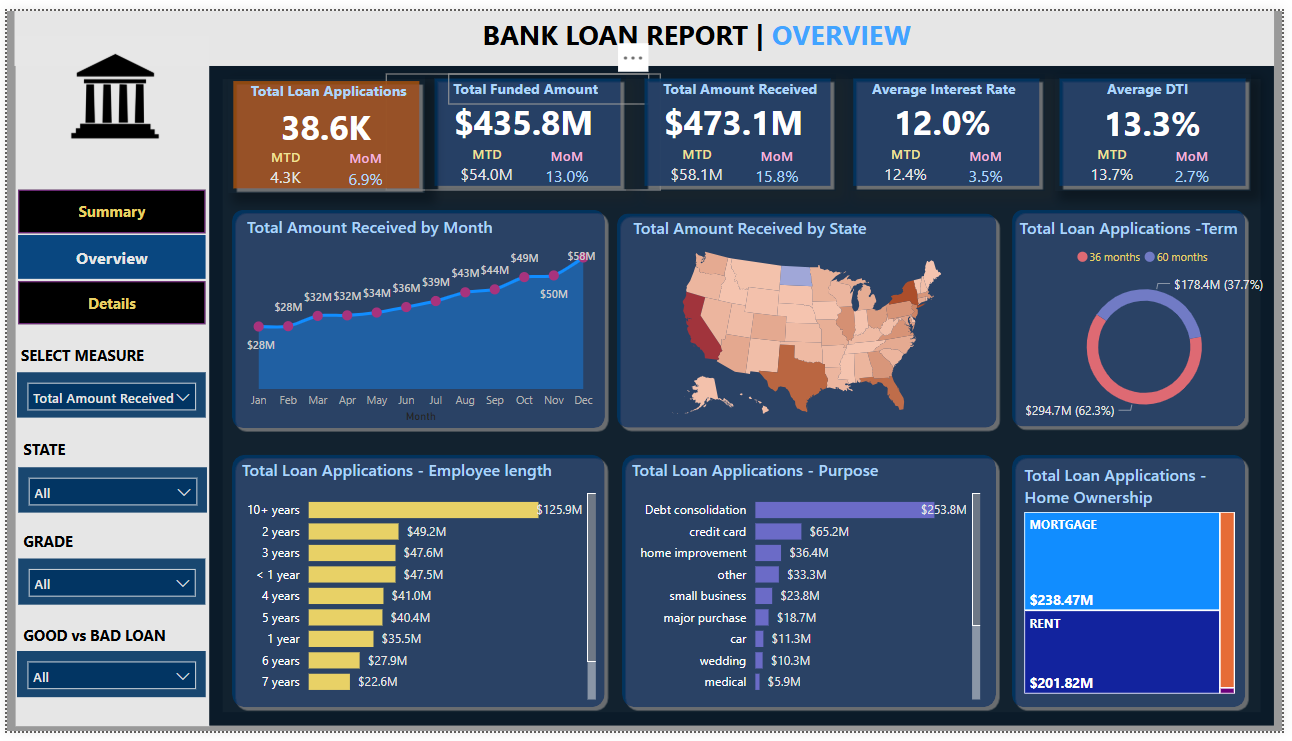 BANK LOAN REPORT | OVERVIEW
Total Loan Applications
38.6K
MTD
MoM
4.3K
6.9%
Total Funded Amount
$435.8M
MTD
MoM
$54.0M
13.0%
Total Amount Received
$473.1M
MTD
MoM
$58.1M
15.8%
Average Interest Rate
12.0%
MTD
MoM
12.4%
3.5%
Average DTI
13.3%
MTD
MoM
13.7%
2.7%
Summary
Overview
Details
SELECT MEASURE
Total Amount Received
STATE
All
GRADE
All
GOOD vs BAD LOAN
All
Total Amount Received by Month
$28M
$28M
$32M
$32M
$34M
$36M
$39M
$43M
$44M
$49M
$50M
$58M
Jan Feb Mar Apr May Jun Jul Aug Sep Oct Nov Dec
Month
Total Amount Received by State
Total Loan Applications -Term
36 months 60 months
$178.4M (37.7%)
$294.7M (62.3%)
Total Loan Applications - Employee length
10+ years $125.9M
2 years $49.2M
3 years $47.6M
< 1 year $47.5M
4 years $41.0M
5 years $40.4M
1 year $35.5M
6 years $27.9M
7 years $22.6M
Total Loan Applications - Purpose
Debt consolidation $253.8M
credit card $65.2M
home improvement $36.4M
other $33.3M
small business $23.8M
major purchase $18.7M
car $11.3M
wedding $10.3M
medical $5.9M
Total Loan Applications -
Home Ownership
MORTGAGE
$238.47M
RENT
$201.82M